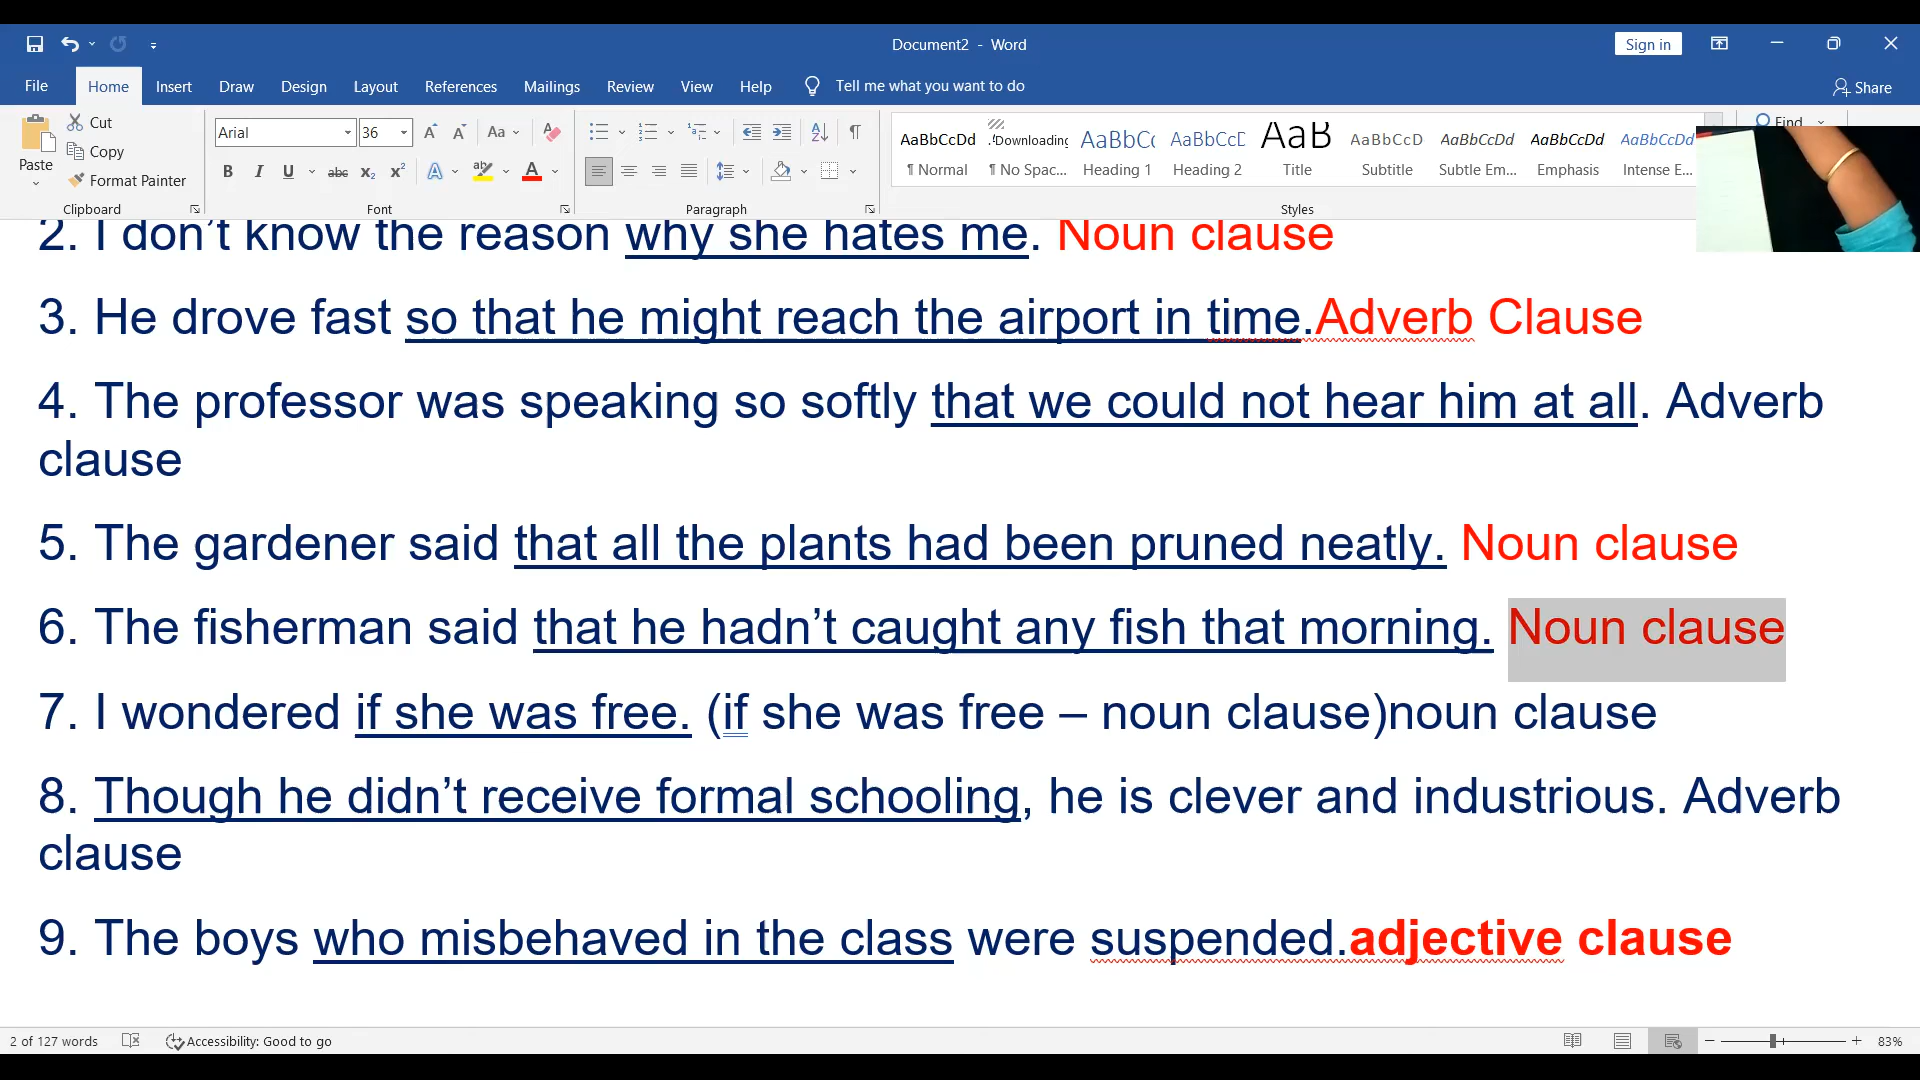 Document2 - Word
Sign in
File Home Insert Draw Design Layout References Mailings Review View Help Tell me what you want to do Share
Paste
Cut
Copy
Format Painter
Clipboard
Arial 36
Font
Paragraph
AaBbCcDd ¶ Normal
Downloading ¶ No Spac...
AaBbCc Heading 1
AaBbCcC Heading 2
AaB Title
AaBbCcD Subtitle
AaBbCcDd Subtle Em...
AaBbCcDd Emphasis
AaBbCcDd Intense E...
Styles
Find
2. I don’t know the reason why she hates me. Noun clause
3. He drove fast so that he might reach the airport in time.Adverb Clause
4. The professor was speaking so softly that we could not hear him at all. Adverb
clause
5. The gardener said that all the plants had been pruned neatly. Noun clause
6. The fisherman said that he hadn’t caught any fish that morning. Noun clause
7. I wondered if she was free. (if she was free – noun clause)noun clause
8. Though he didn’t receive formal schooling, he is clever and industrious. Adverb
clause
9. The boys who misbehaved in the class were suspended.adjective clause
2 of 127 words
Accessibility: Good to go
83%